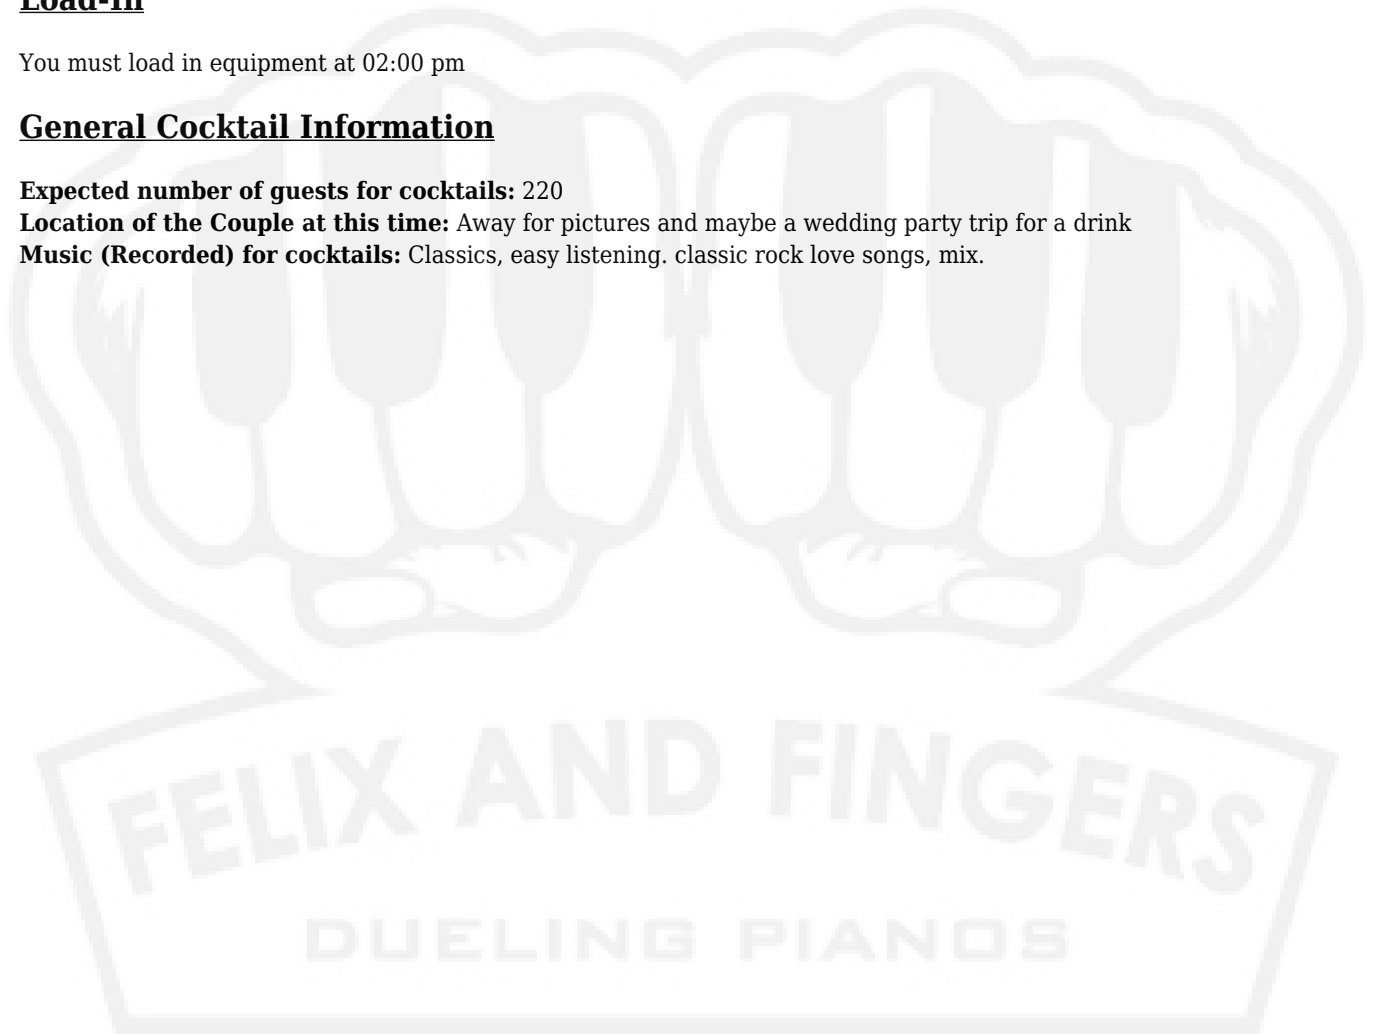 Load-In
You must load in equipment at 02:00 pm
General Cocktail Information
Expected number of guests for cocktails: 220
Location of the Couple at this time: Away for pictures and maybe a wedding party trip for a drink
Music (Recorded) for cocktails: Classics, easy listening. classic rock love songs, mix.
FELIX AND FINGERS
DUELING PIANOS